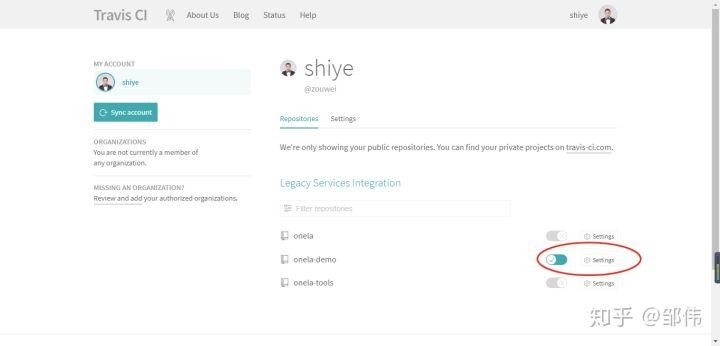 Travis CI About Us Blog Status Help shiye
MY ACCOUNT
shiye
Sync account
ORGANIZATIONS
You are not currently a member of
any organization.
MISSING AN ORGANIZATION?
Review and add your authorized organizations.
shiye
@zouwei
Repositories Settings
We're only showing your public repositories. You can find your private projects on travis-ci.com.
Legacy Services Integration
Filter repositories
onela Settings
onela-demo Settings
onela-tools Settings
知乎 @邹伟